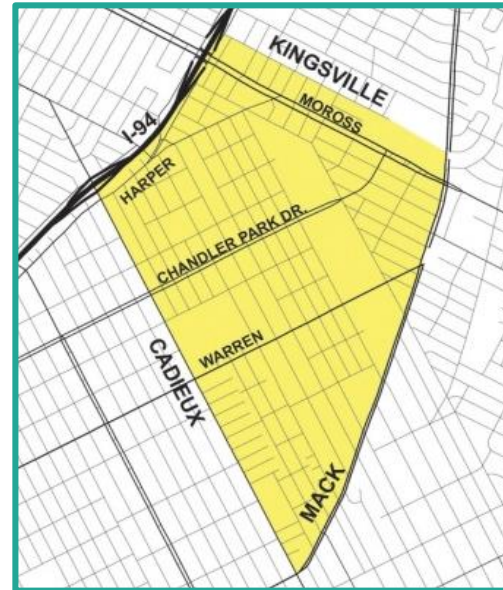 KINGSVILLE
MOROSS
I-94
HARPER
CHANDLER PARK DR.
WARREN
CADIEUX
MACK